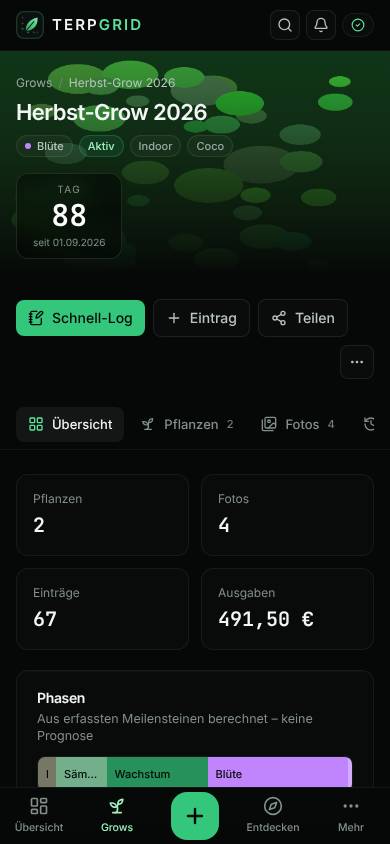 TERPGRID
Grows / Herbst-Grow 2026
Herbst-Grow 2026
Blüte Aktiv Indoor Coco
TAG
88
seit 01.09.2026
Schnell-Log Eintrag Teilen
Übersicht Pflanzen 2 Fotos 4
Pflanzen Fotos
2 4
Einträge Ausgaben
67 491,50 €
Phasen
Aus erfassten Meilensteinen berechnet – keine
Prognose
Säm... Wachstum Blüte
Übersicht Grows Entdecken Mehr